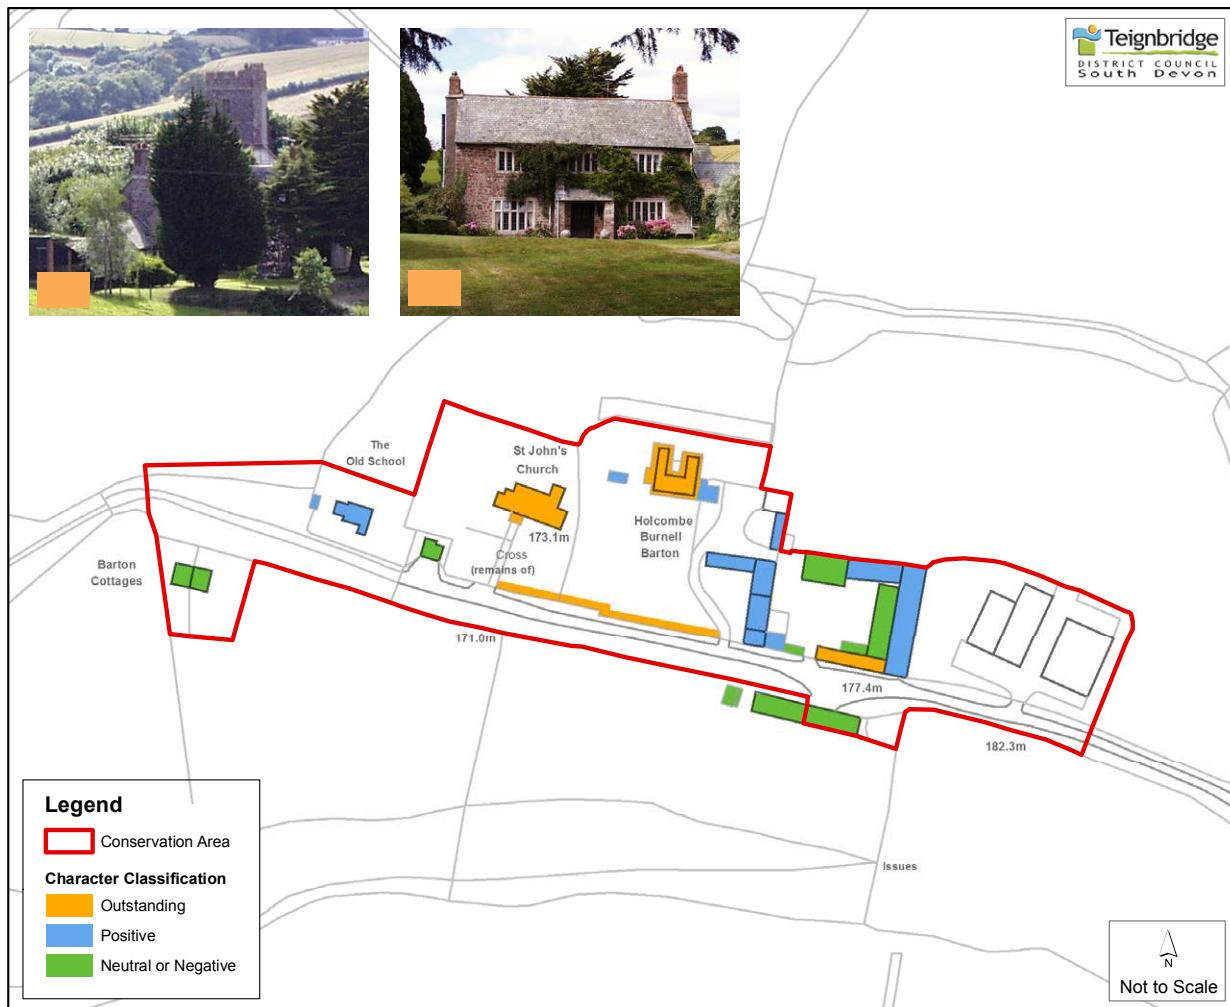 Teignbridge
DISTRICT COUNCIL
South Devon
The
Old School
St John's
Church
173.1m
Cross
(remains of)
Holcombe
Burnell
Barton
Barton
Cottages
171.0m
177.4m
182.3m
Issues
Legend
Conservation Area
Character Classification
Outstanding
Positive
Neutral or Negative
N
Not to Scale